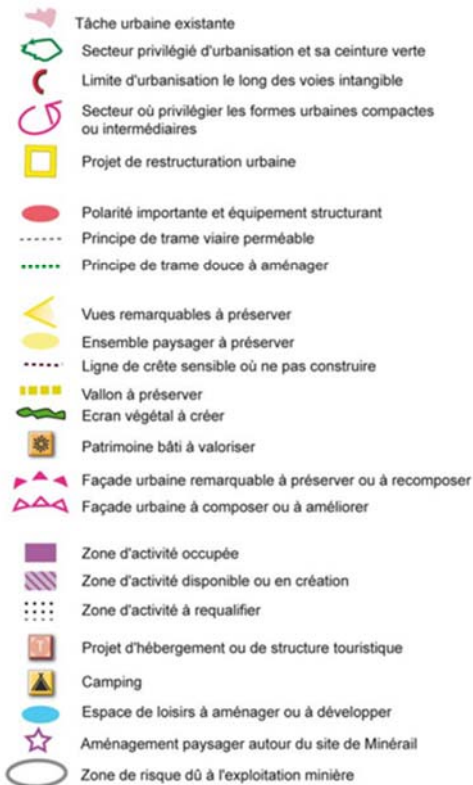 Tâche urbaine existante
Secteur privilégié d'urbanisation et sa ceinture verte
Limite d'urbanisation le long des voies intangible
Secteur où privilégier les formes urbaines compactes
ou intermédiaires
Projet de restructuration urbaine
Polarité importante et équipement structurant
Principe de trame viaire perméable
Principe de trame douce à aménager
Vues remarquables à préserver
Ensemble paysager à préserver
Ligne de crête sensible où ne pas construire
Vallon à préserver
Ecran végétal à créer
Patrimoine bâti à valoriser
Façade urbaine remarquable à préserver ou à recomposer
Façade urbaine à composer ou à améliorer
Zone d'activité occupée
Zone d'activité disponible ou en création
Zone d'activité à requalifier
Projet d'hébergement ou de structure touristique
Camping
Espace de loisirs à aménager ou à développer
Aménagement paysager autour du site de Minérail
Zone de risque dû à l'exploitation minière